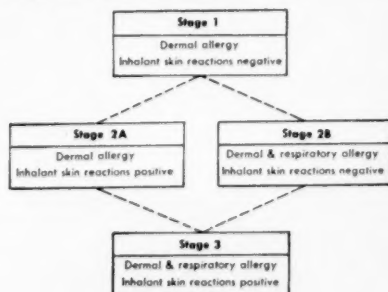 Stage 1
Dermal allergy
Inhalant skin reactions negative
Stage 2A
Dermal allergy
Inhalant skin reactions positive
Stage 2B
Dermal & respiratory allergy
Inhalant skin reactions negative
Stage 3
Dermal & respiratory allergy
Inhalant skin reactions positive